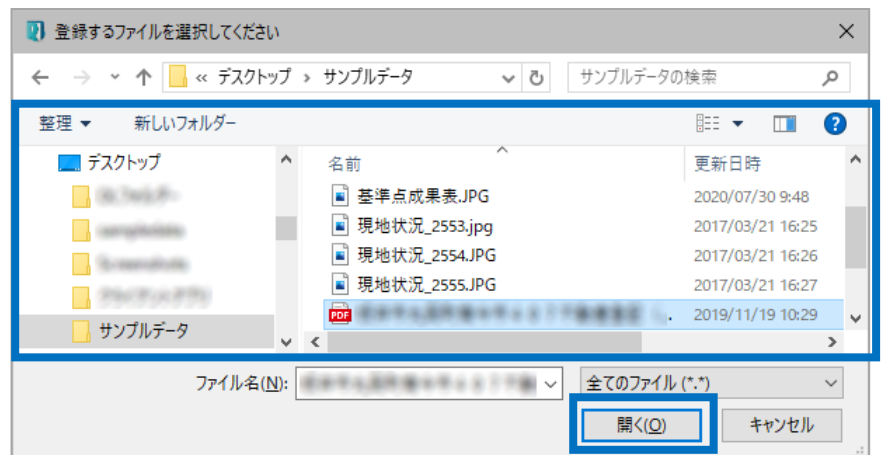 登録するファイルを選択してください
« デスクトップ › サンプルデータ
サンプルデータの検索
整理
新しいフォルダー
デスクトップ
サンプルデータ
名前
更新日時
基準点成果表.JPG
2020/07/30 9:48
現地状況_2553.jpg
2017/03/21 16:25
現地状況_2554.JPG
2017/03/21 16:26
現地状況_2555.JPG
2017/03/21 16:27
PDF
2019/11/19 10:29
ファイル名(N):
全てのファイル (*.*)
開く(O)
キャンセル